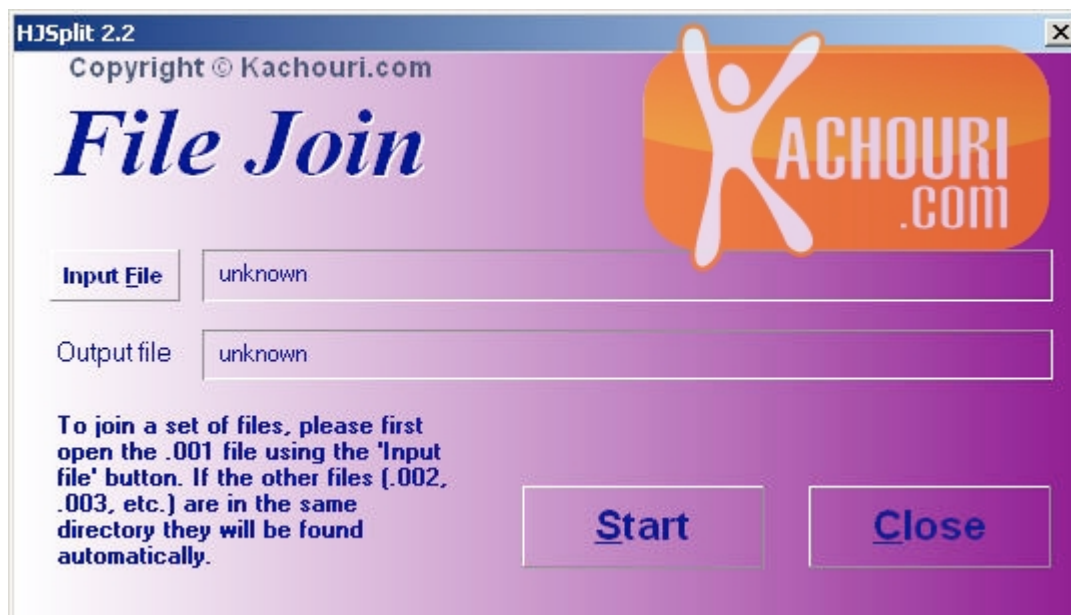 HJSplit 2.2
Copyright © Kachouri.com
File Join
KACHOURI
.com
Input File
unknown
Output file
unknown
To join a set of files, please first
open the .001 file using the 'Input
file' button. If the other files (.002,
.003, etc.) are in the same
directory they will be found
automatically.
Start
Close